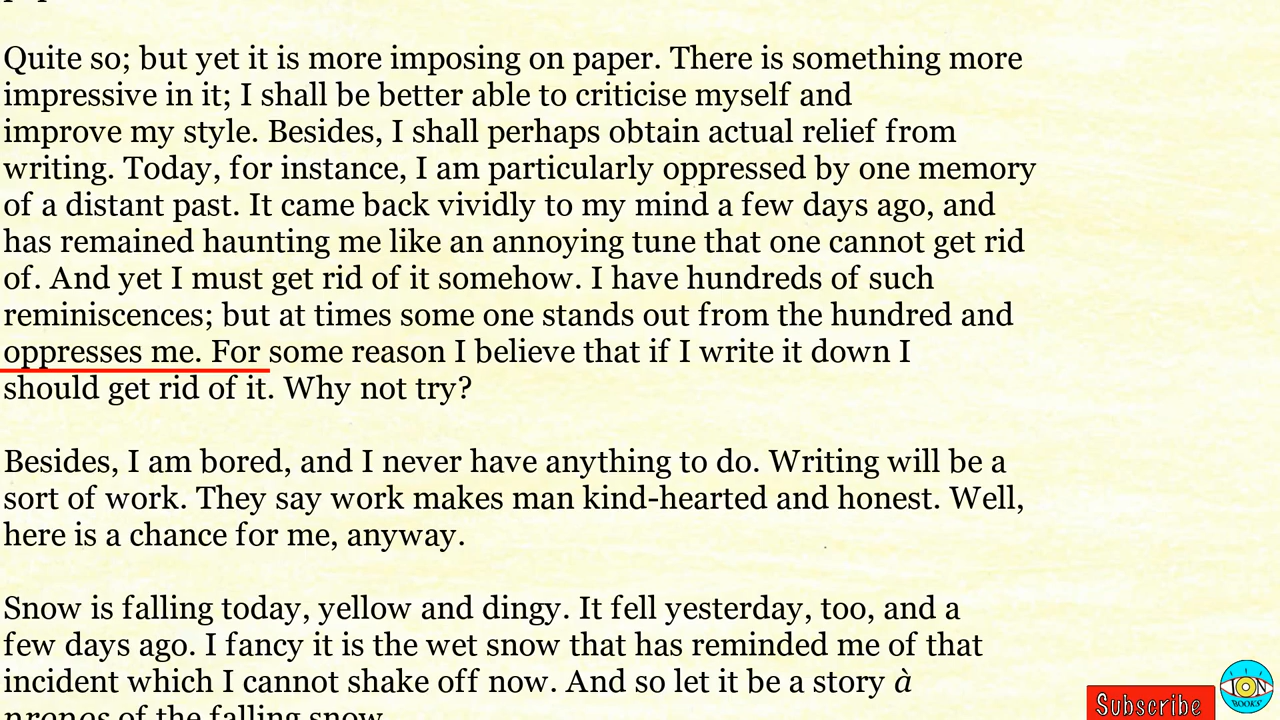 Quite so; but yet it is more imposing on paper. There is something more
impressive in it; I shall be better able to criticise myself and
improve my style. Besides, I shall perhaps obtain actual relief from
writing. Today, for instance, I am particularly oppressed by one memory
of a distant past. It came back vividly to my mind a few days ago, and
has remained haunting me like an annoying tune that one cannot get rid
of. And yet I must get rid of it somehow. I have hundreds of such
reminiscences; but at times some one stands out from the hundred and
oppresses me. For some reason I believe that if I write it down I
should get rid of it. Why not try?
Besides, I am bored, and I never have anything to do. Writing will be a
sort of work. They say work makes man kind-hearted and honest. Well,
here is a chance for me, anyway.
Snow is falling today, yellow and dingy. It fell yesterday, too, and a
few days ago. I fancy it is the wet snow that has reminded me of that
incident which I cannot shake off now. And so let it be a story à
propos of the falling snow.
Subscribe
ION
BOOKS